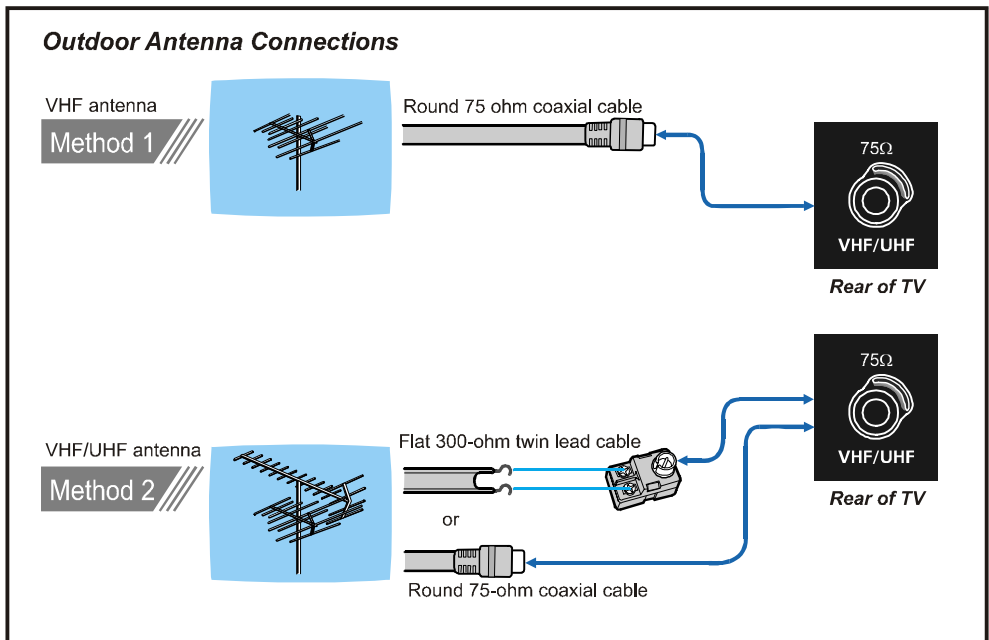 Outdoor Antenna Connections
VHF antenna
Method 1
Round 75 ohm coaxial cable
75Ω
VHF/UHF
Rear of TV
VHF/UHF antenna
Method 2
Flat 300-ohm twin lead cable
or
Round 75-ohm coaxial cable
75Ω
VHF/UHF
Rear of TV